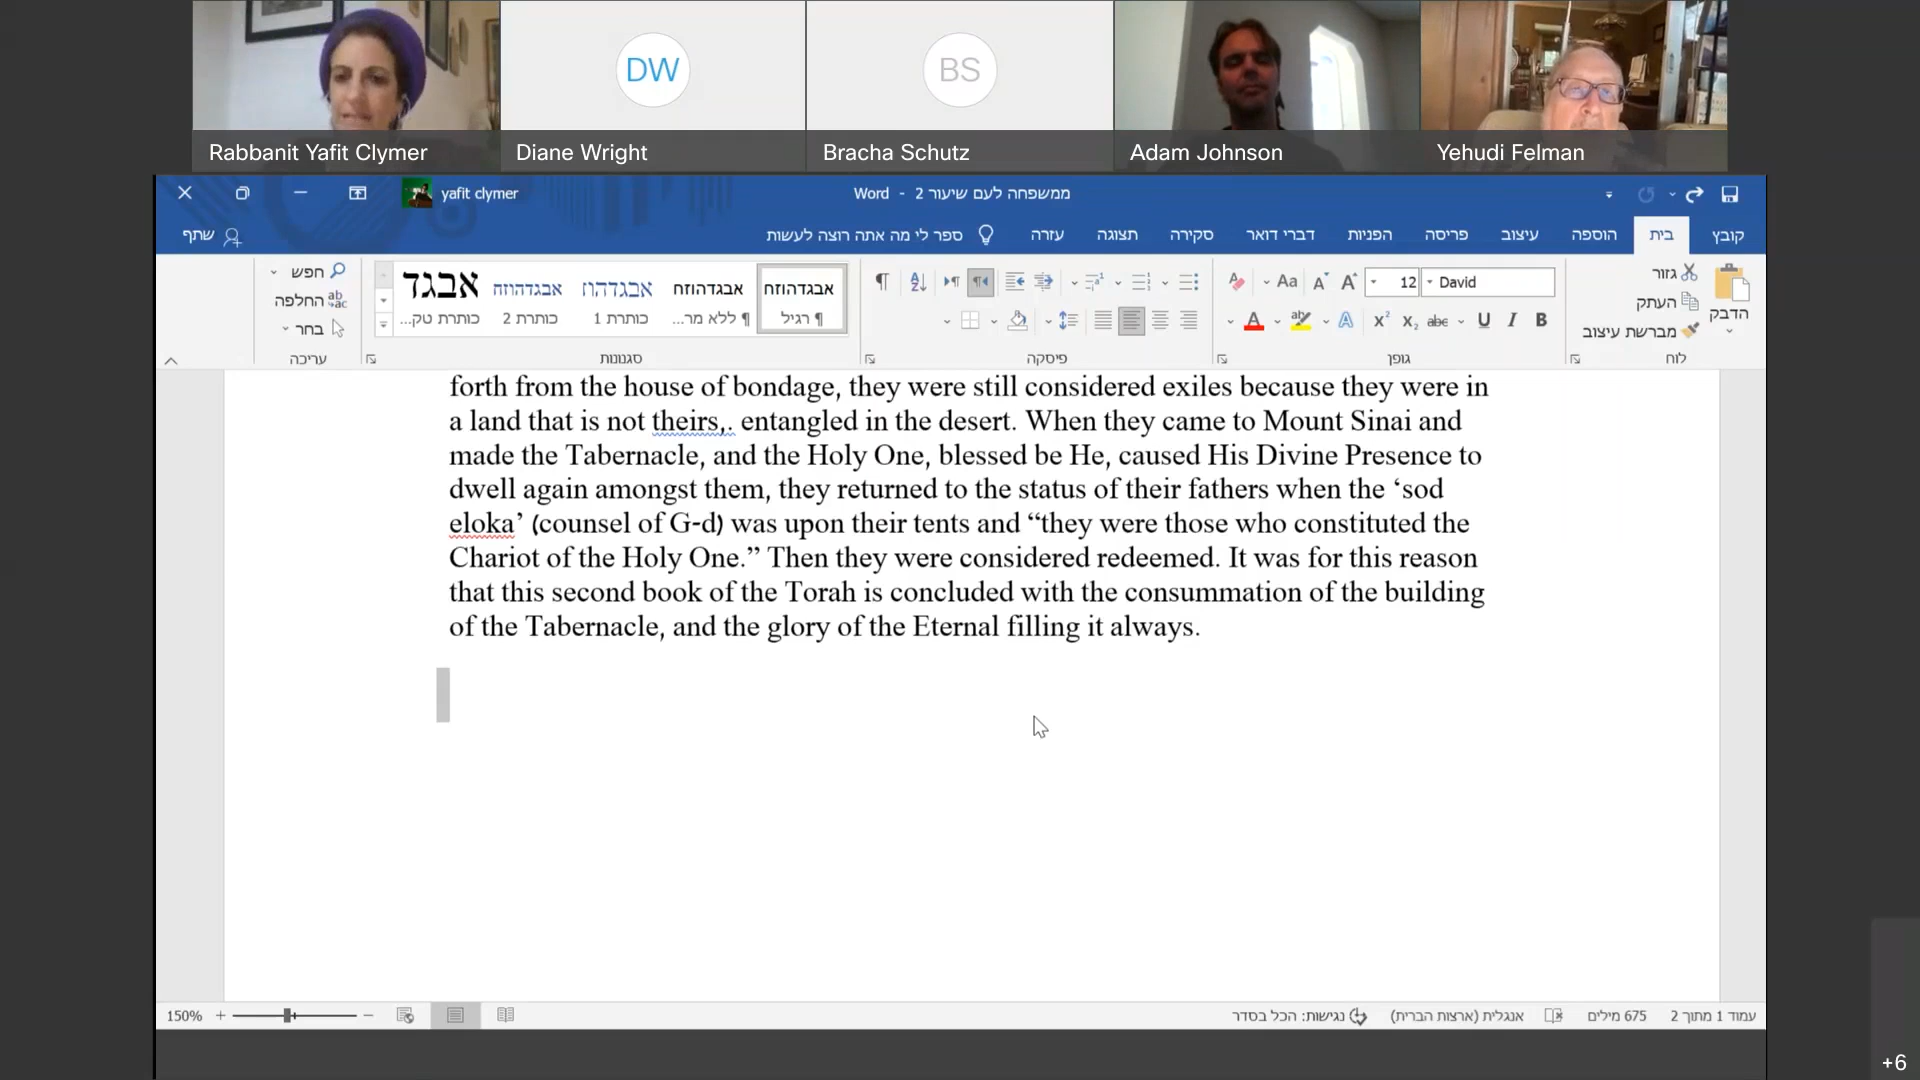 DW
BS
Rabbanit Yafit Clymer
Diane Wright
Bracha Schutz
Adam Johnson
Yehudi Felman
yafit clymer
ממשפחה לעם שיעור 2 - Word
קובץ
בית
הוספה
עיצוב
פריסה
הפניות
דברי דואר
סקירה
תצוגה
עזרה
ספר לי מה אתה רוצה לעשות
שתף
הדבק
גזור
העתק
מברשת עיצוב
לוח
David
12
גופן
פיסקה
אבגדהוזח
¶ רגיל
אבגדהוזח
¶ ללא מר...
אבגדהוז
כותרת 1
אבגדהוזח
כותרת 2
אבגד
כותרת טק...
סגנונות
חפש
החלפה
בחר
עריכה
forth from the house of bondage, they were still considered exiles because they were in
a land that is not theirs,. entangled in the desert. When they came to Mount Sinai and
made the Tabernacle, and the Holy One, blessed be He, caused His Divine Presence to
dwell again amongst them, they returned to the status of their fathers when the ‘sod
eloka’ (counsel of G-d) was upon their tents and “they were those who constituted the
Chariot of the Holy One.” Then they were considered redeemed. It was for this reason
that this second book of the Torah is concluded with the consummation of the building
of the Tabernacle, and the glory of the Eternal filling it always.
עמוד 1 מתוך 2
675 מילים
אנגלית (ארצות הברית)
נגישות: הכל בסדר
150%
+6